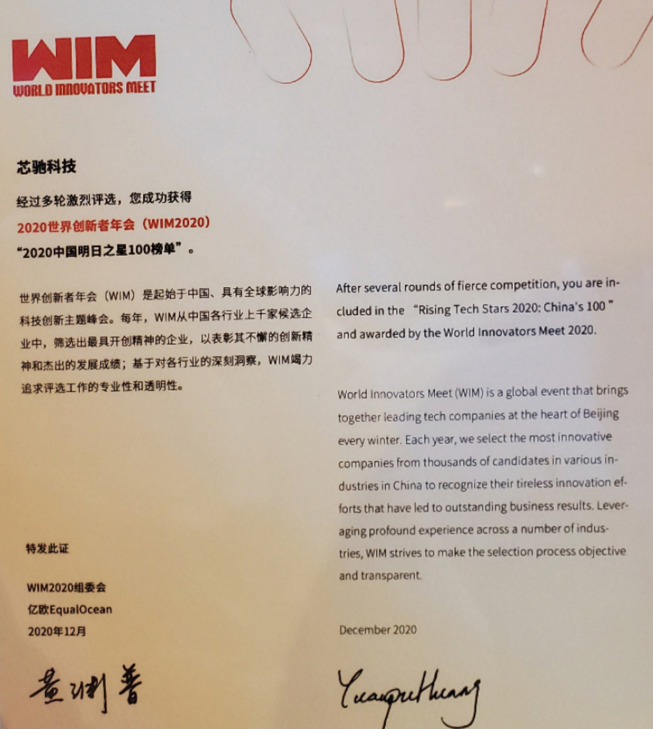 WIM
WORLD INNOVATORS MEET
芯驰科技
经过多轮激烈评选，您成功获得
2020世界创新者年会（WIM2020）
“2020中国明日之星100榜单”。
世界创新者年会（WIM）是起始于中国、具有全球影响力的
科技创新主题峰会。每年，WIM从中国各行业上千家候选企
业中，筛选出最具开创精神的企业，以表彰其不懈的创新精
神和杰出的发展成绩；基于对各行业的深刻洞察，WIM竭力
追求评选工作的专业性和透明性。
特发此证
WIM2020组委会
亿欧EqualOcean
2020年12月
黄渊普
After several rounds of fierce competition, you are in-
cluded in the “Rising Tech Stars 2020: China's 100 ”
and awarded by the World Innovators Meet 2020.
World Innovators Meet (WIM) is a global event that brings
together leading tech companies at the heart of Beijing
every winter. Each year, we select the most innovative
companies from thousands of candidates in various in-
dustries in China to recognize their tireless innovation ef-
forts that have led to outstanding business results. Lever-
aging profound experience across a number of indus-
tries, WIM strives to make the selection process objective
and transparent.
December 2020
Yuanpu Huang